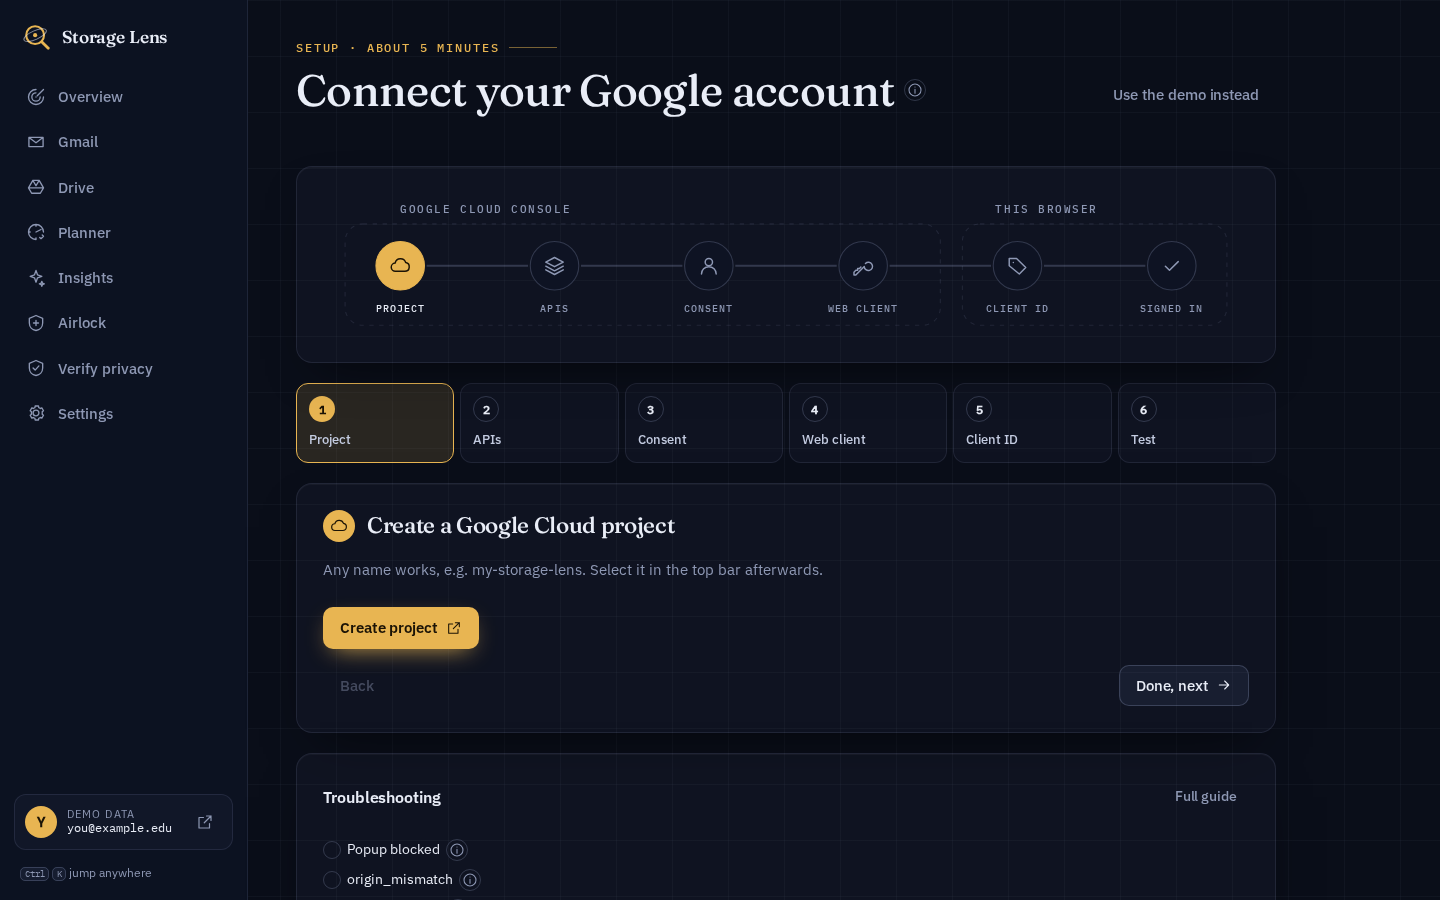 Storage Lens
Overview
Gmail
Drive
Planner
Insights
Airlock
Verify privacy
Settings
Y
DEMO DATA
you@example.edu
Ctrl K jump anywhere
SETUP · ABOUT 5 MINUTES
Connect your Google account
Use the demo instead
GOOGLE CLOUD CONSOLE
THIS BROWSER
PROJECT
APIS
CONSENT
WEB CLIENT
CLIENT ID
SIGNED IN
1
Project
2
APIs
3
Consent
4
Web client
5
Client ID
6
Test
Create a Google Cloud project
Any name works, e.g. my-storage-lens. Select it in the top bar afterwards.
Create project
Back
Done, next
Troubleshooting
Full guide
Popup blocked
origin_mismatch